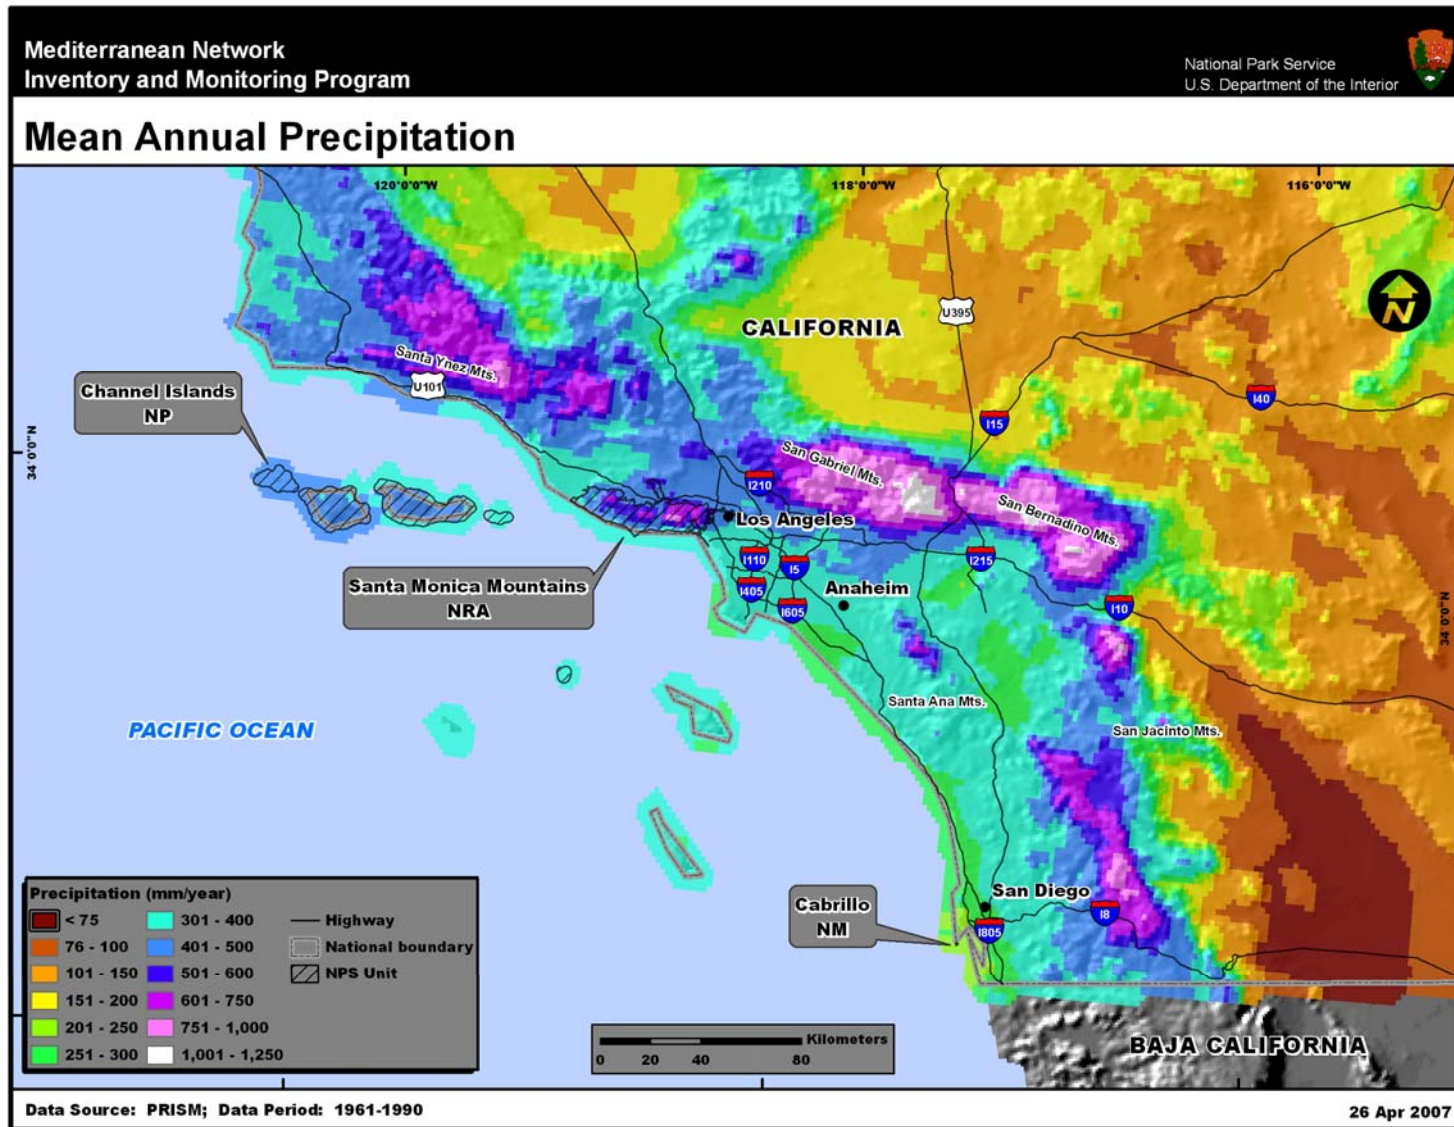 Mediterranean Network
Inventory and Monitoring Program
National Park Service
U.S. Department of the Interior
Mean Annual Precipitation
120°0'0"W
118°0'0"W
116°0'0"W
CALIFORNIA
U395
N
Santa Ynez Mts.
U101
Channel Islands
NP
I40
I15
34°0'0"N
San Gabriel Mts.
I210
San Bernadino Mts.
Los Angeles
I110
I5
I215
Santa Monica Mountains
NRA
I405
Anaheim
I605
I10
34°0'0"N
Santa Ana Mts.
PACIFIC OCEAN
San Jacinto Mts.
Precipitation (mm/year)
< 75
76 - 100
101 - 150
151 - 200
201 - 250
251 - 300
301 - 400
401 - 500
501 - 600
601 - 750
751 - 1,000
1,001 - 1,250
Highway
National boundary
NPS Unit
San Diego
Cabrillo
NM
I8
I805
Kilometers
0 20 40 80
BAJA CALIFORNIA
Data Source: PRISM; Data Period: 1961-1990
26 Apr 2007